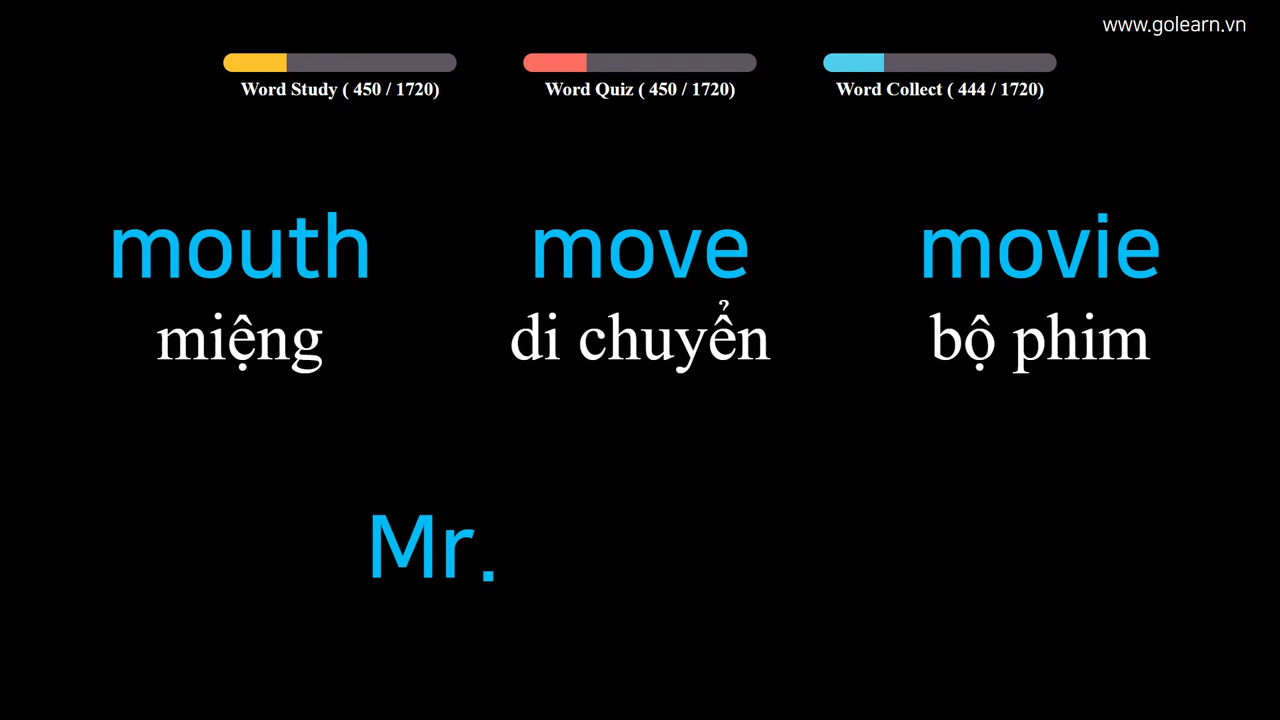 www.golearn.vn
Word Study ( 450 / 1720) Word Quiz ( 450 / 1720) Word Collect ( 444 / 1720)
mouth move movie
miệng di chuyển bộ phim
Mr.